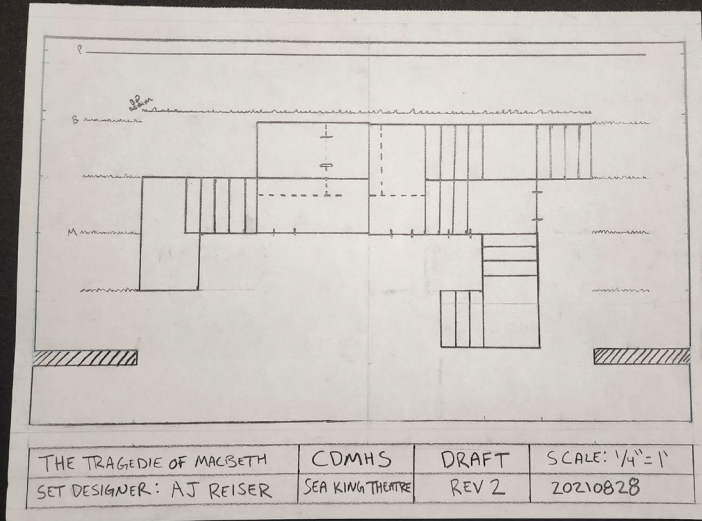 P
B
M
THE TRAGEDIE OF MACBETH
CDMHS
DRAFT
SCALE: 1/4"=1'
SET DESIGNER: AJ REISER
SEA KING THEATRE
REV 2
20210828